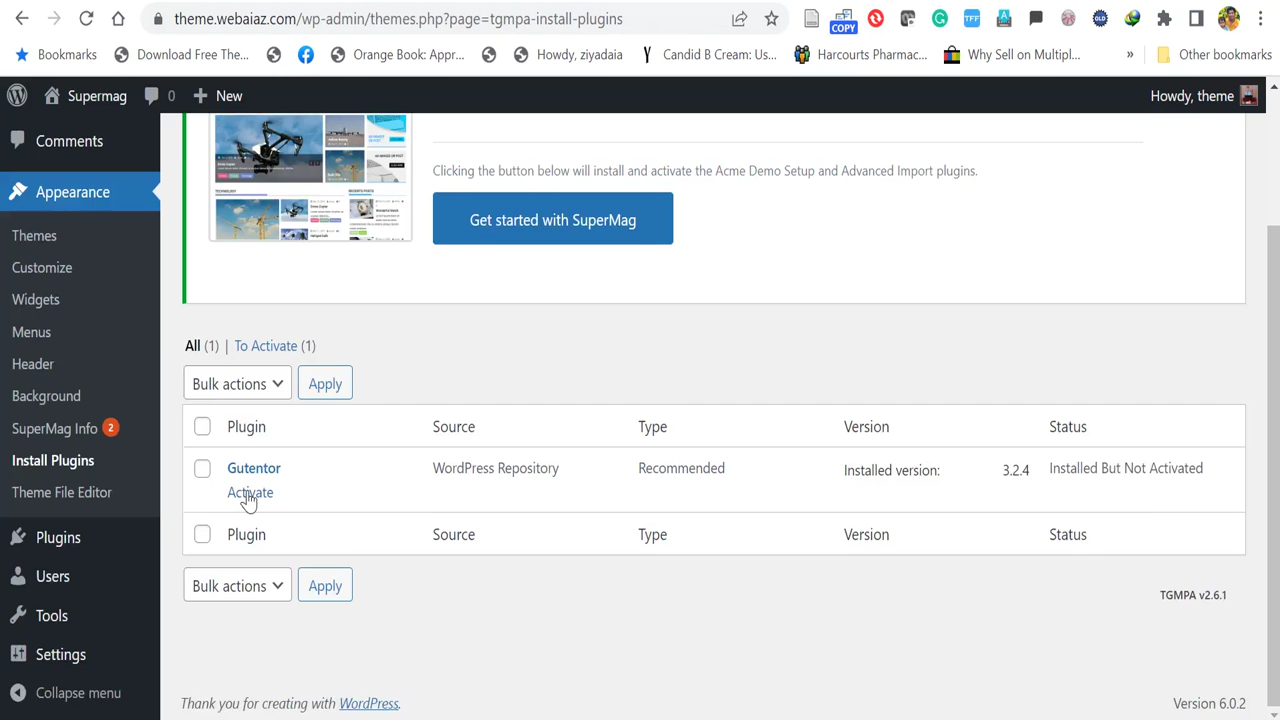 theme.webaiaz.com/wp-admin/themes.php?page=tgmpa-install-plugins
COPY
TFF
OLD
Bookmarks
Download Free The...
Orange Book: Appr...
Howdy, ziyadaia
Candid B Cream: Us...
Harcourts Pharmac...
Why Sell on Multipl...
»
Other bookmarks
Supermag
0
New
Howdy, theme
Comments
Appearance
Themes
Customize
Widgets
Menus
Header
Background
SuperMag Info 2
Install Plugins
Theme File Editor
Plugins
Users
Tools
Settings
Collapse menu
TECHNOLOGY
Clicking the button below will install and activate the Acme Demo Setup and Advanced Import plugins.
Get started with SuperMag
All (1) | To Activate (1)
Bulk actions Apply
Plugin Source Type Version Status
Gutentor WordPress Repository Recommended Installed version: 3.2.4 Installed But Not Activated
Activate
Plugin Source Type Version Status
Bulk actions Apply
TGMPA v2.6.1
Thank you for creating with WordPress.
Version 6.0.2